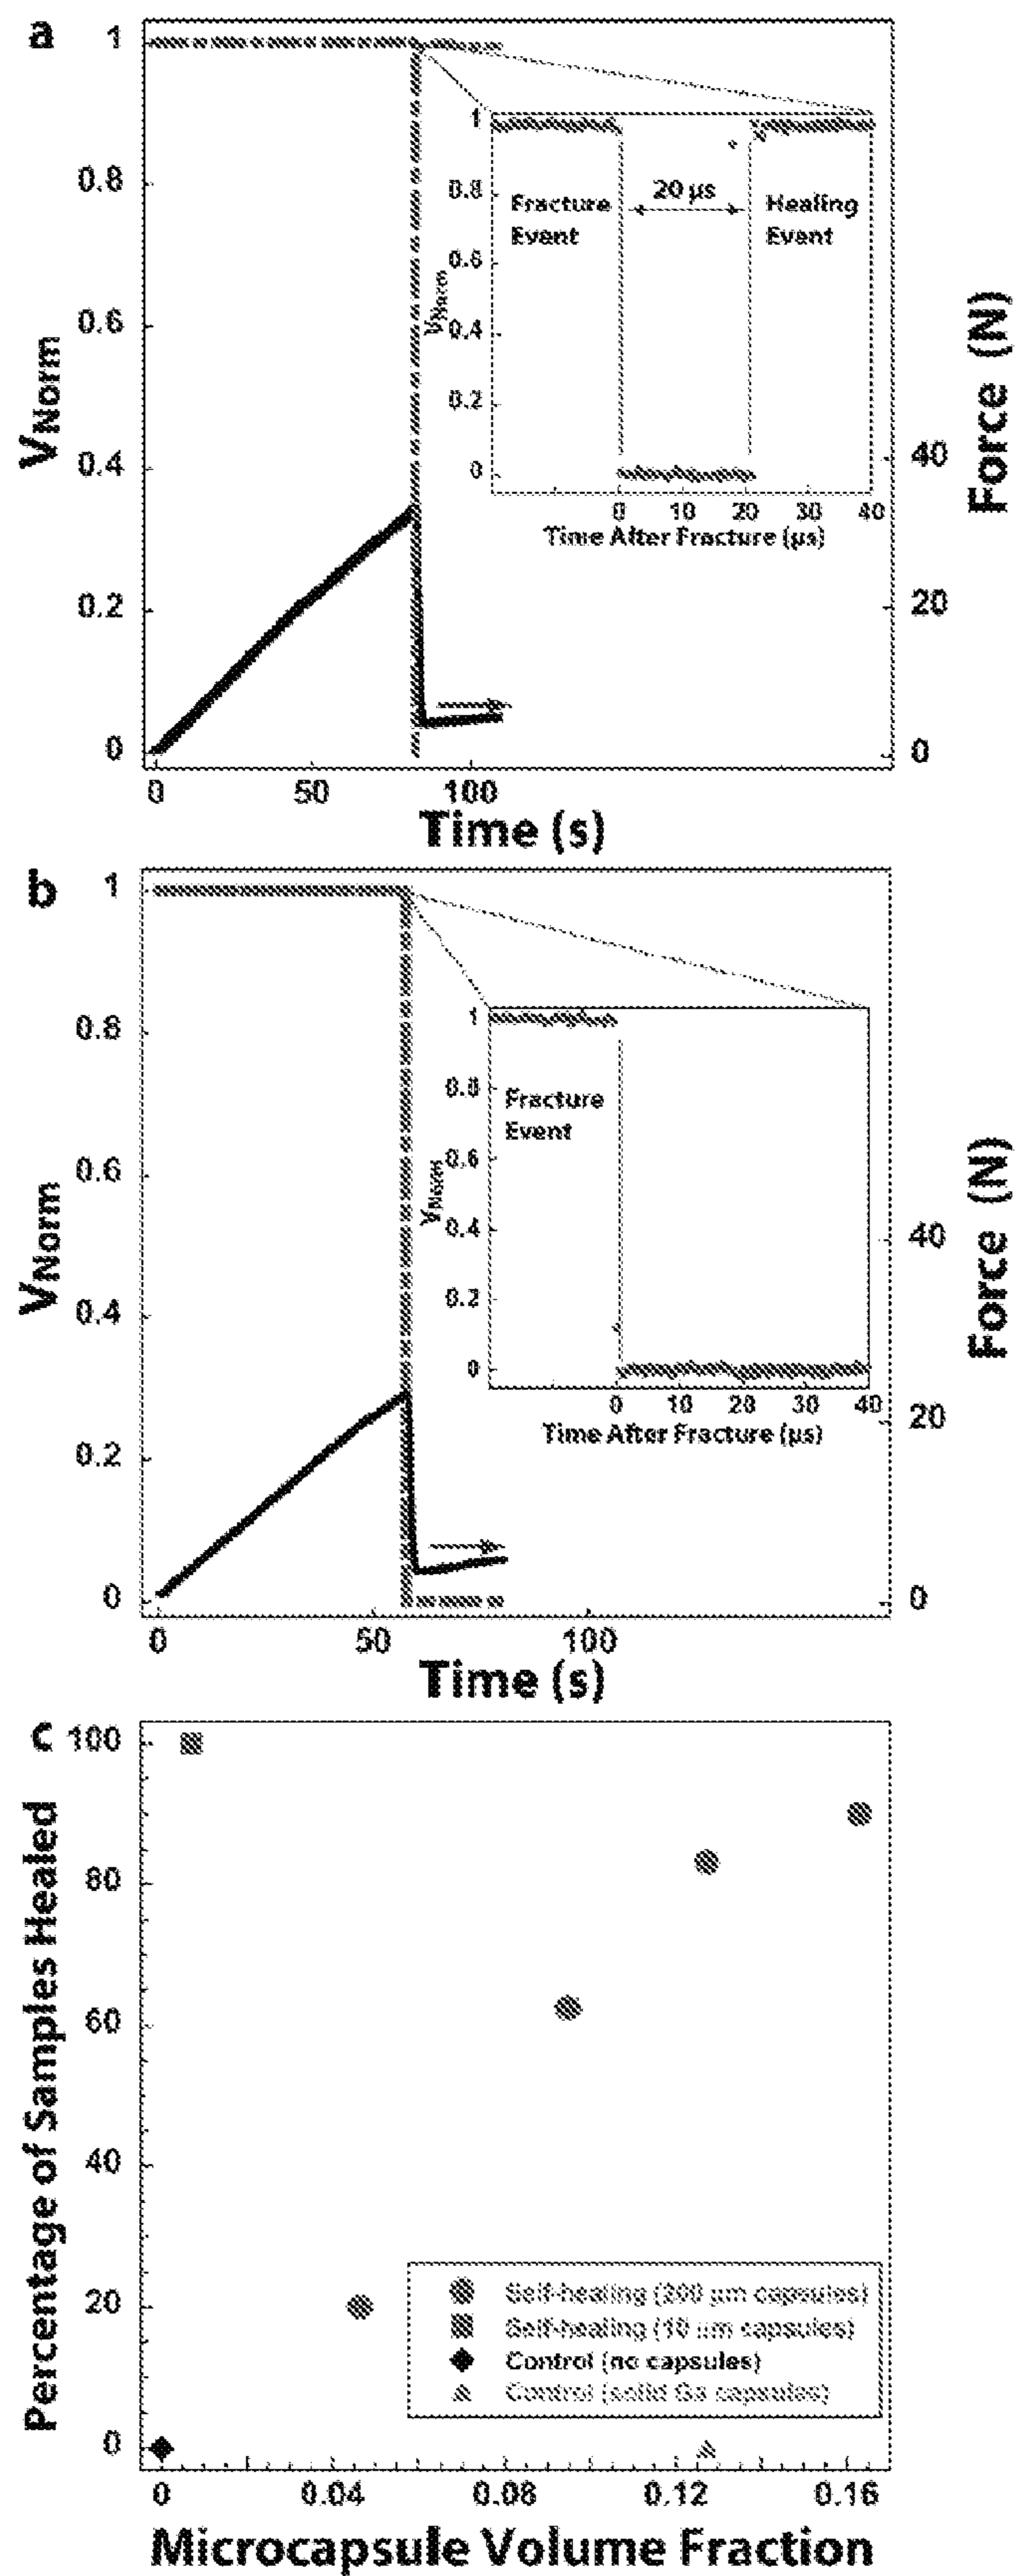 a
1
0.8
0.6
0.4
0.2
0
VNorm
0 50 100
Time (s)
40
20
0
Force (N)
1
0.8
0.6
0.4
0.2
0
VNorm
Fracture
Event
20 µs
Healing
Event
0 10 20 30 40
Time After Fracture (µs)
b
1
0.8
0.6
0.4
0.2
0
VNorm
0 50 100
Time (s)
40
20
0
Force (N)
1
0.8
0.6
0.4
0.2
0
VNorm
Fracture
Event
0 10 20 30 40
Time After Fracture (µs)
c
100
80
60
40
20
0
Percentage of Samples Healed
Self-healing (200 µm capsules)
Self-healing (10 µm capsules)
Control (no capsules)
Control (solid Ga capsules)
0 0.04 0.08 0.12 0.16
Microcapsule Volume Fraction